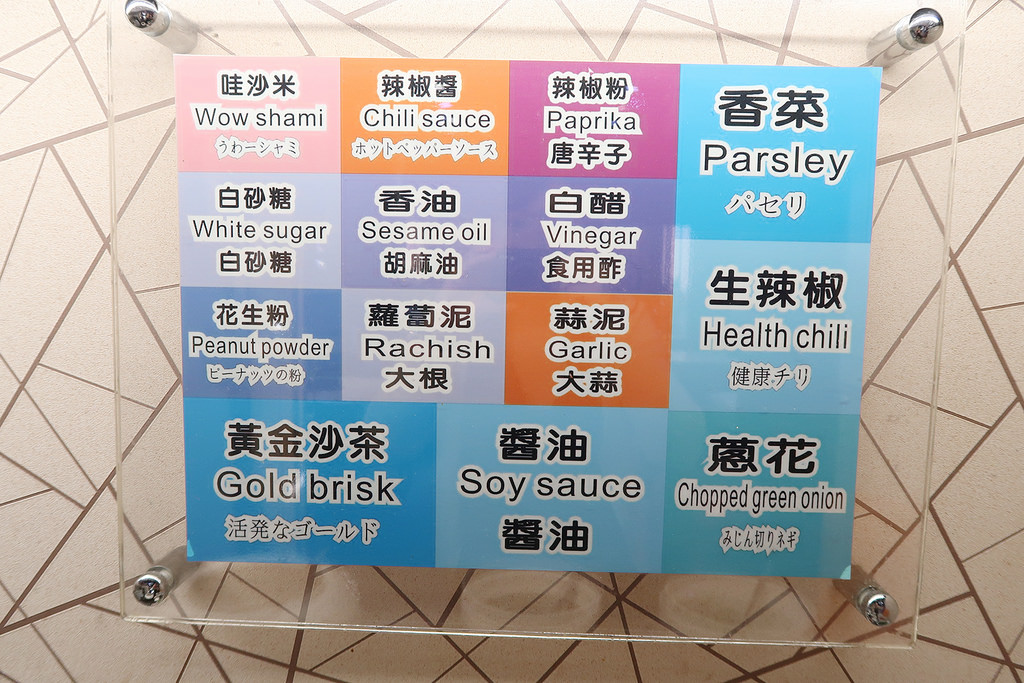 哇沙米
Wow shami
うわーシャミ
辣椒醬
Chili sauce
ホットペッパーソース
辣椒粉
Paprika
唐辛子
香菜
Parsley
パセリ
白砂糖
White sugar
白砂糖
香油
Sesame oil
胡麻油
白醋
Vinegar
食用酢
生辣椒
Health chili
健康チリ
花生粉
Peanut powder
ピーナッツの粉
蘿蔔泥
Rachish
大根
蒜泥
Garlic
大蒜
黃金沙茶
Gold brisk
活発なゴールド
醬油
Soy sauce
醬油
蔥花
Chopped green onion
みじん切りネギ